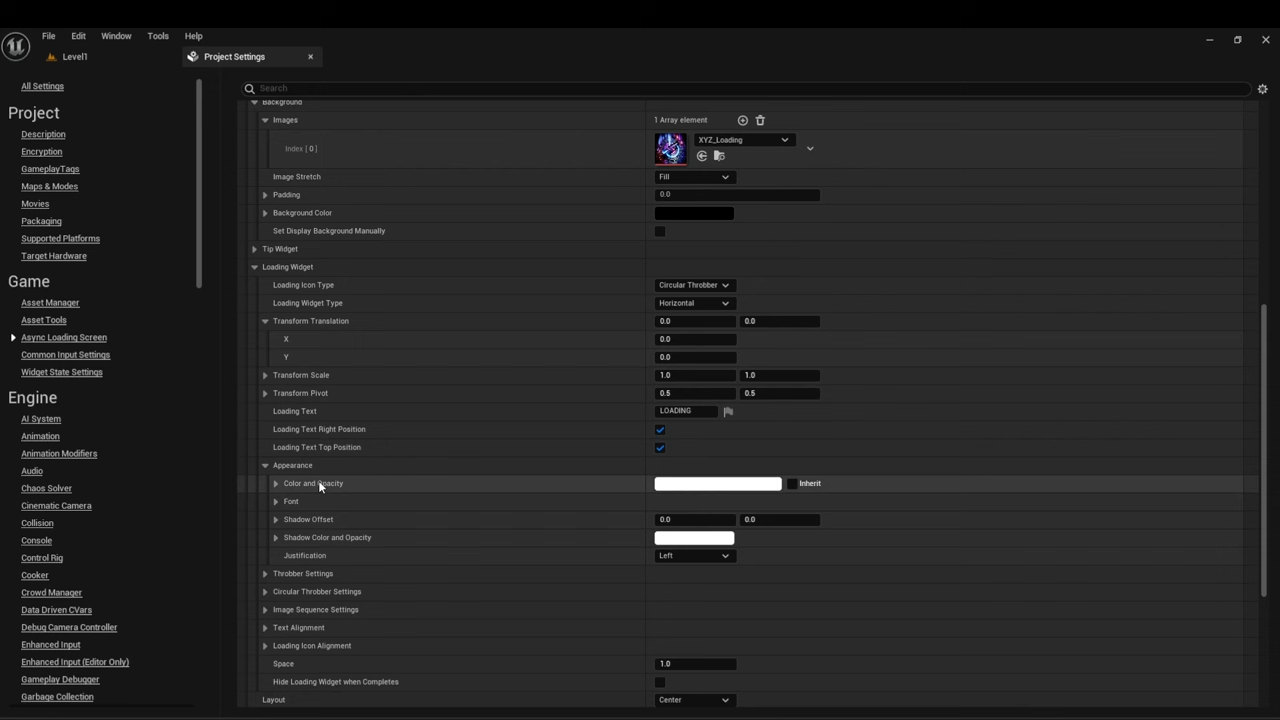 File Edit Window Tools Help
Level1 Project Settings
All Settings
Project
Description
Encryption
GameplayTags
Maps & Modes
Movies
Packaging
Supported Platforms
Target Hardware
Game
Asset Manager
Asset Tools
Async Loading Screen
Common Input Settings
Widget State Settings
Engine
AI System
Animation
Animation Modifiers
Audio
Chaos Solver
Cinematic Camera
Collision
Console
Control Rig
Cooker
Crowd Manager
Data Driven CVars
Debug Camera Controller
Enhanced Input
Enhanced Input (Editor Only)
Gameplay Debugger
Garbage Collection
Search
Background
Images 1 Array element
Index [ 0 ] XYZ_Loading
Image Stretch Fill
Padding 0.0
Background Color
Set Display Background Manually
Tip Widget
Loading Widget
Loading Icon Type Circular Throbber
Loading Widget Type Horizontal
Transform Translation 0.0 0.0
X 0.0
Y 0.0
Transform Scale 1.0 1.0
Transform Pivot 0.5 0.5
Loading Text LOADING
Loading Text Right Position
Loading Text Top Position
Appearance
Color and Opacity Inherit
Font
Shadow Offset 0.0 0.0
Shadow Color and Opacity
Justification Left
Throbber Settings
Circular Throbber Settings
Image Sequence Settings
Text Alignment
Loading Icon Alignment
Space 1.0
Hide Loading Widget when Completes
Layout Center